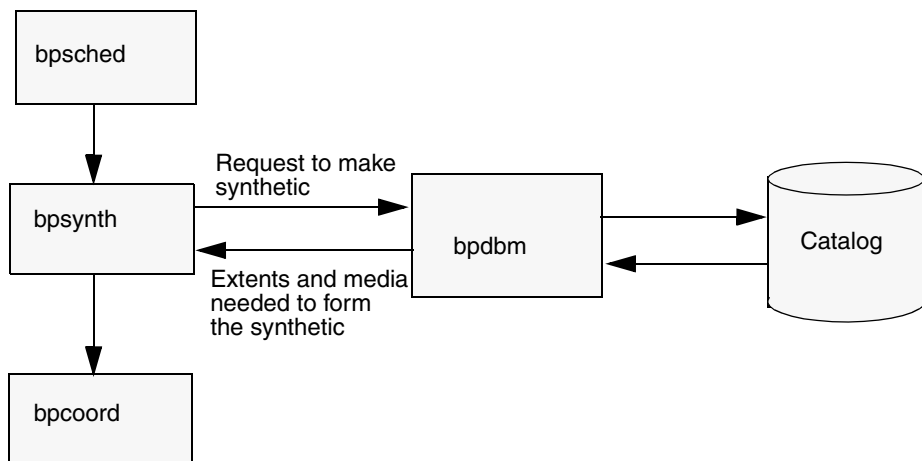 bpsched
Request to make
synthetic
bpsynth
bpdbm
Catalog
Extents and media
needed to form
the synthetic
bpcoord